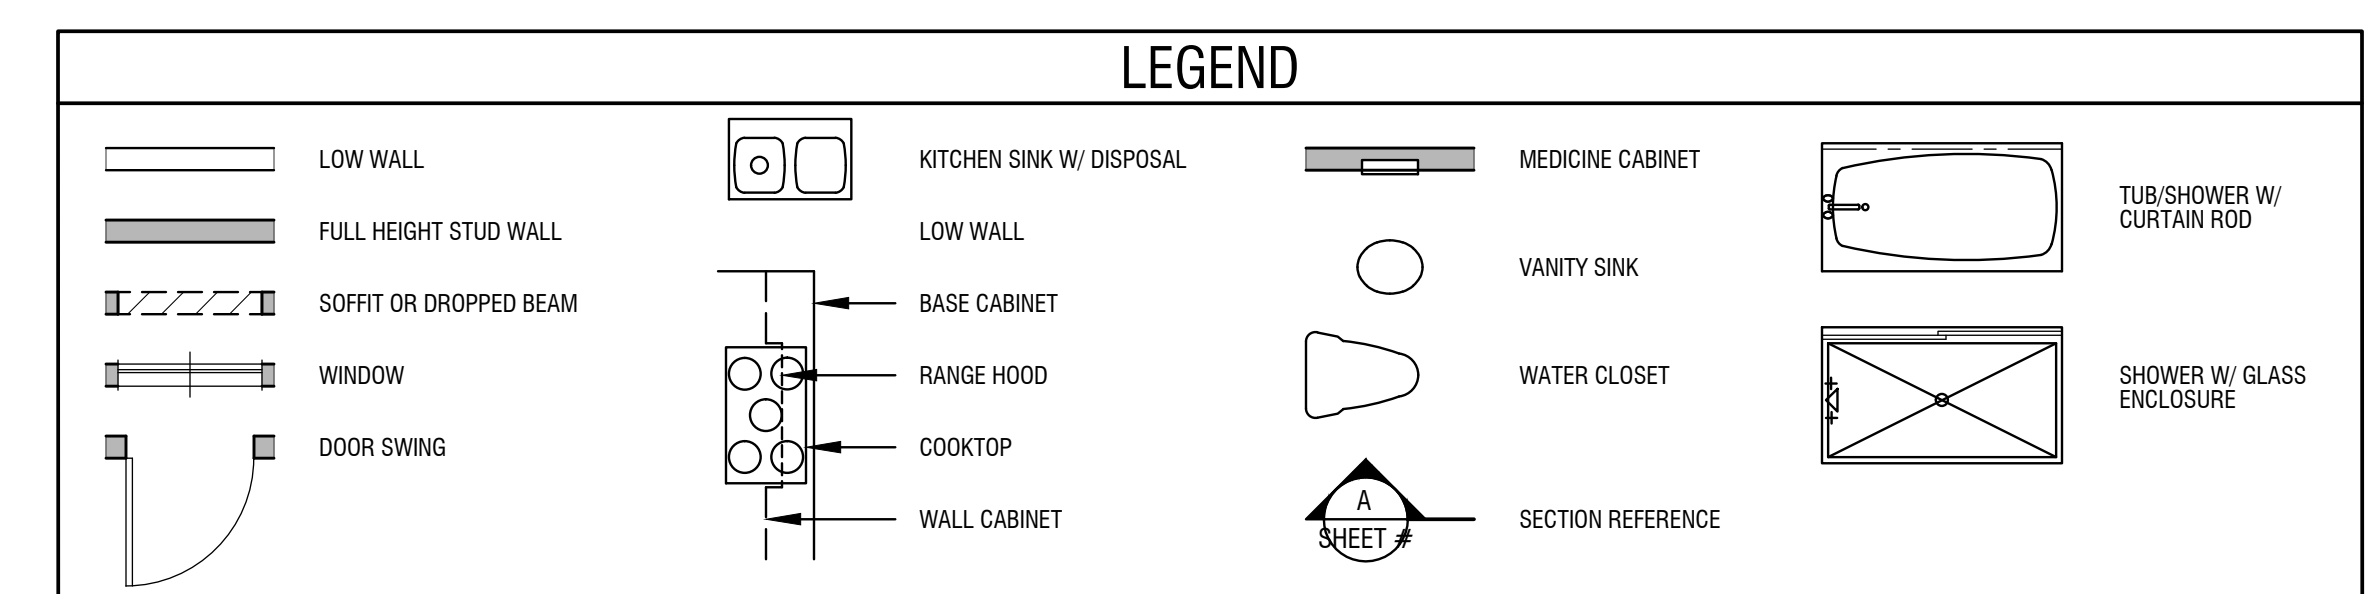 LEGEND
LOW WALL
FULL HEIGHT STUD WALL
SOFFIT OR DROPPED BEAM
WINDOW
DOOR SWING
KITCHEN SINK W/ DISPOSAL
LOW WALL
BASE CABINET
RANGE HOOD
COOKTOP
WALL CABINET
MEDICINE CABINET
VANITY SINK
WATER CLOSET
A
SHEET #
SECTION REFERENCE
TUB/SHOWER W/
CURTAIN ROD
SHOWER W/ GLASS
ENCLOSURE